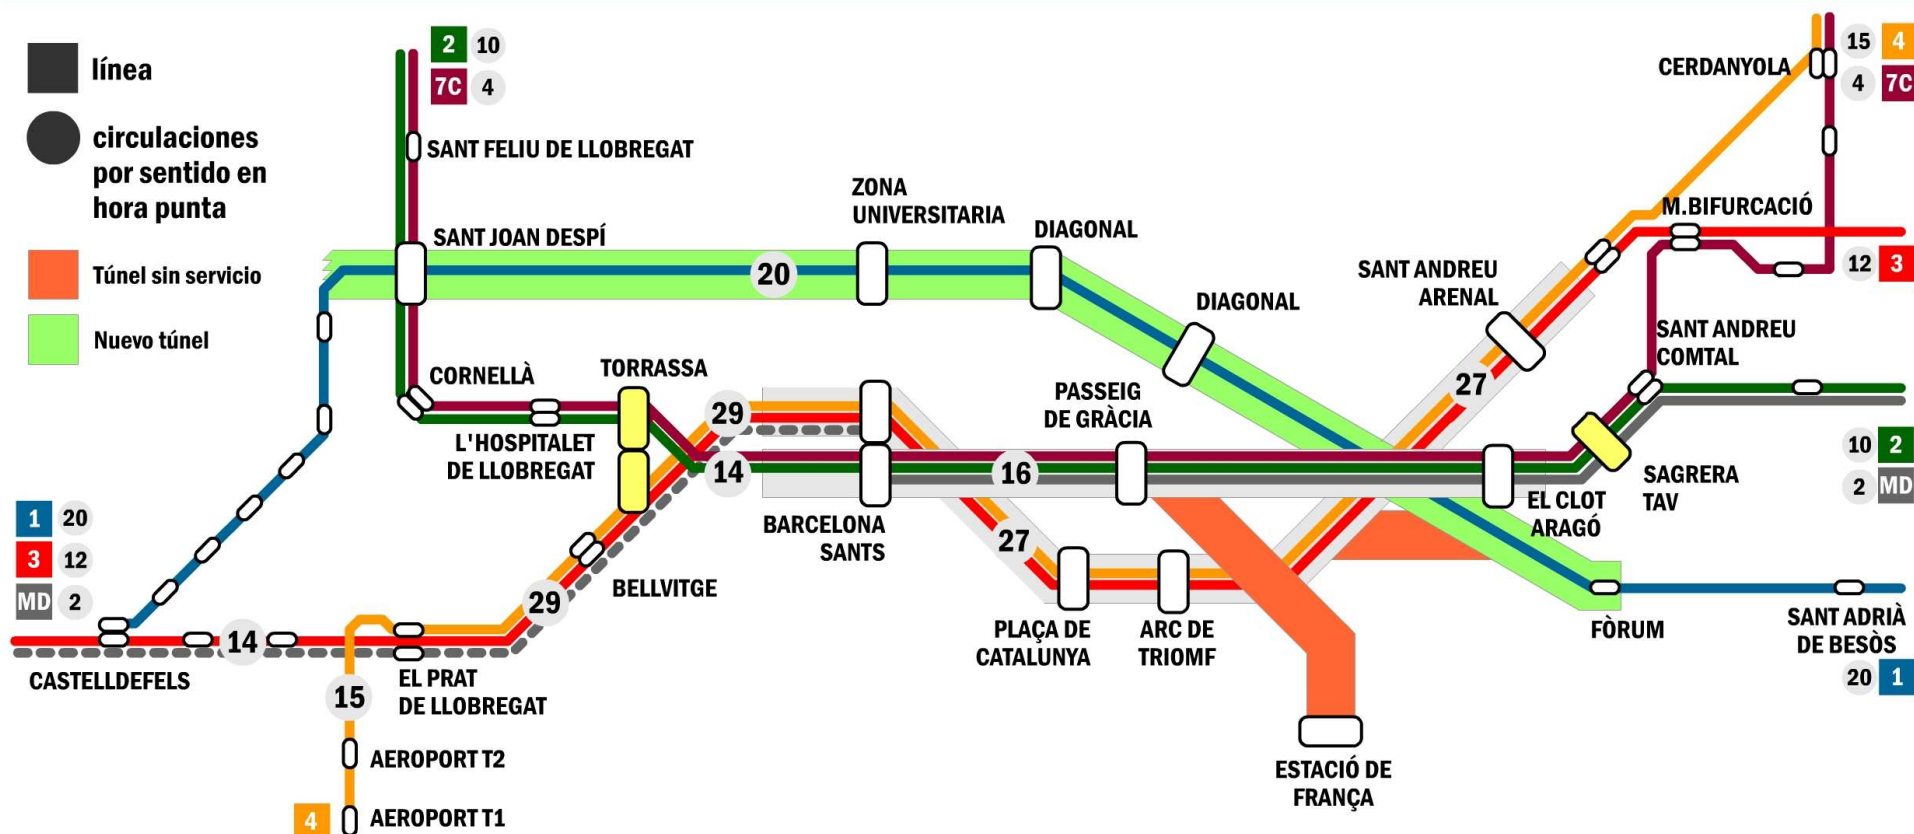 línea
circulaciones
por sentido en
hora punta
Túnel sin servicio
Nuevo túnel
2 10
7C 4
SANT FELIU DE LLOBREGAT
SANT JOAN DESPÍ
ZONA
UNIVERSITARIA
DIAGONAL
20
DIAGONAL
SANT ANDREU
ARENAL
CERDANYOLA
15 4
4 7C
M.BIFURCACIÓ
12 3
SANT ANDREU
COMTAL
CORNELLÀ
TORRASSA
L'HOSPITALET
DE LLOBREGAT
29
14
BARCELONA
SANTS
16
PASSEIG
DE GRÀCIA
27
27
EL CLOT
ARAGÓ
SAGRERA
TAV
10 2
2 MD
1 20
3 12
MD 2
14
CASTELLDEFELS
29
BELLVITGE
EL PRAT
DE LLOBREGAT
15
AEROPORT T2
4 AEROPORT T1
PLAÇA DE
CATALUNYA
ARC DE
TRIOMF
ESTACIÓ DE
FRANÇA
FÒRUM
SANT ADRIÀ
DE BESÒS
20 1